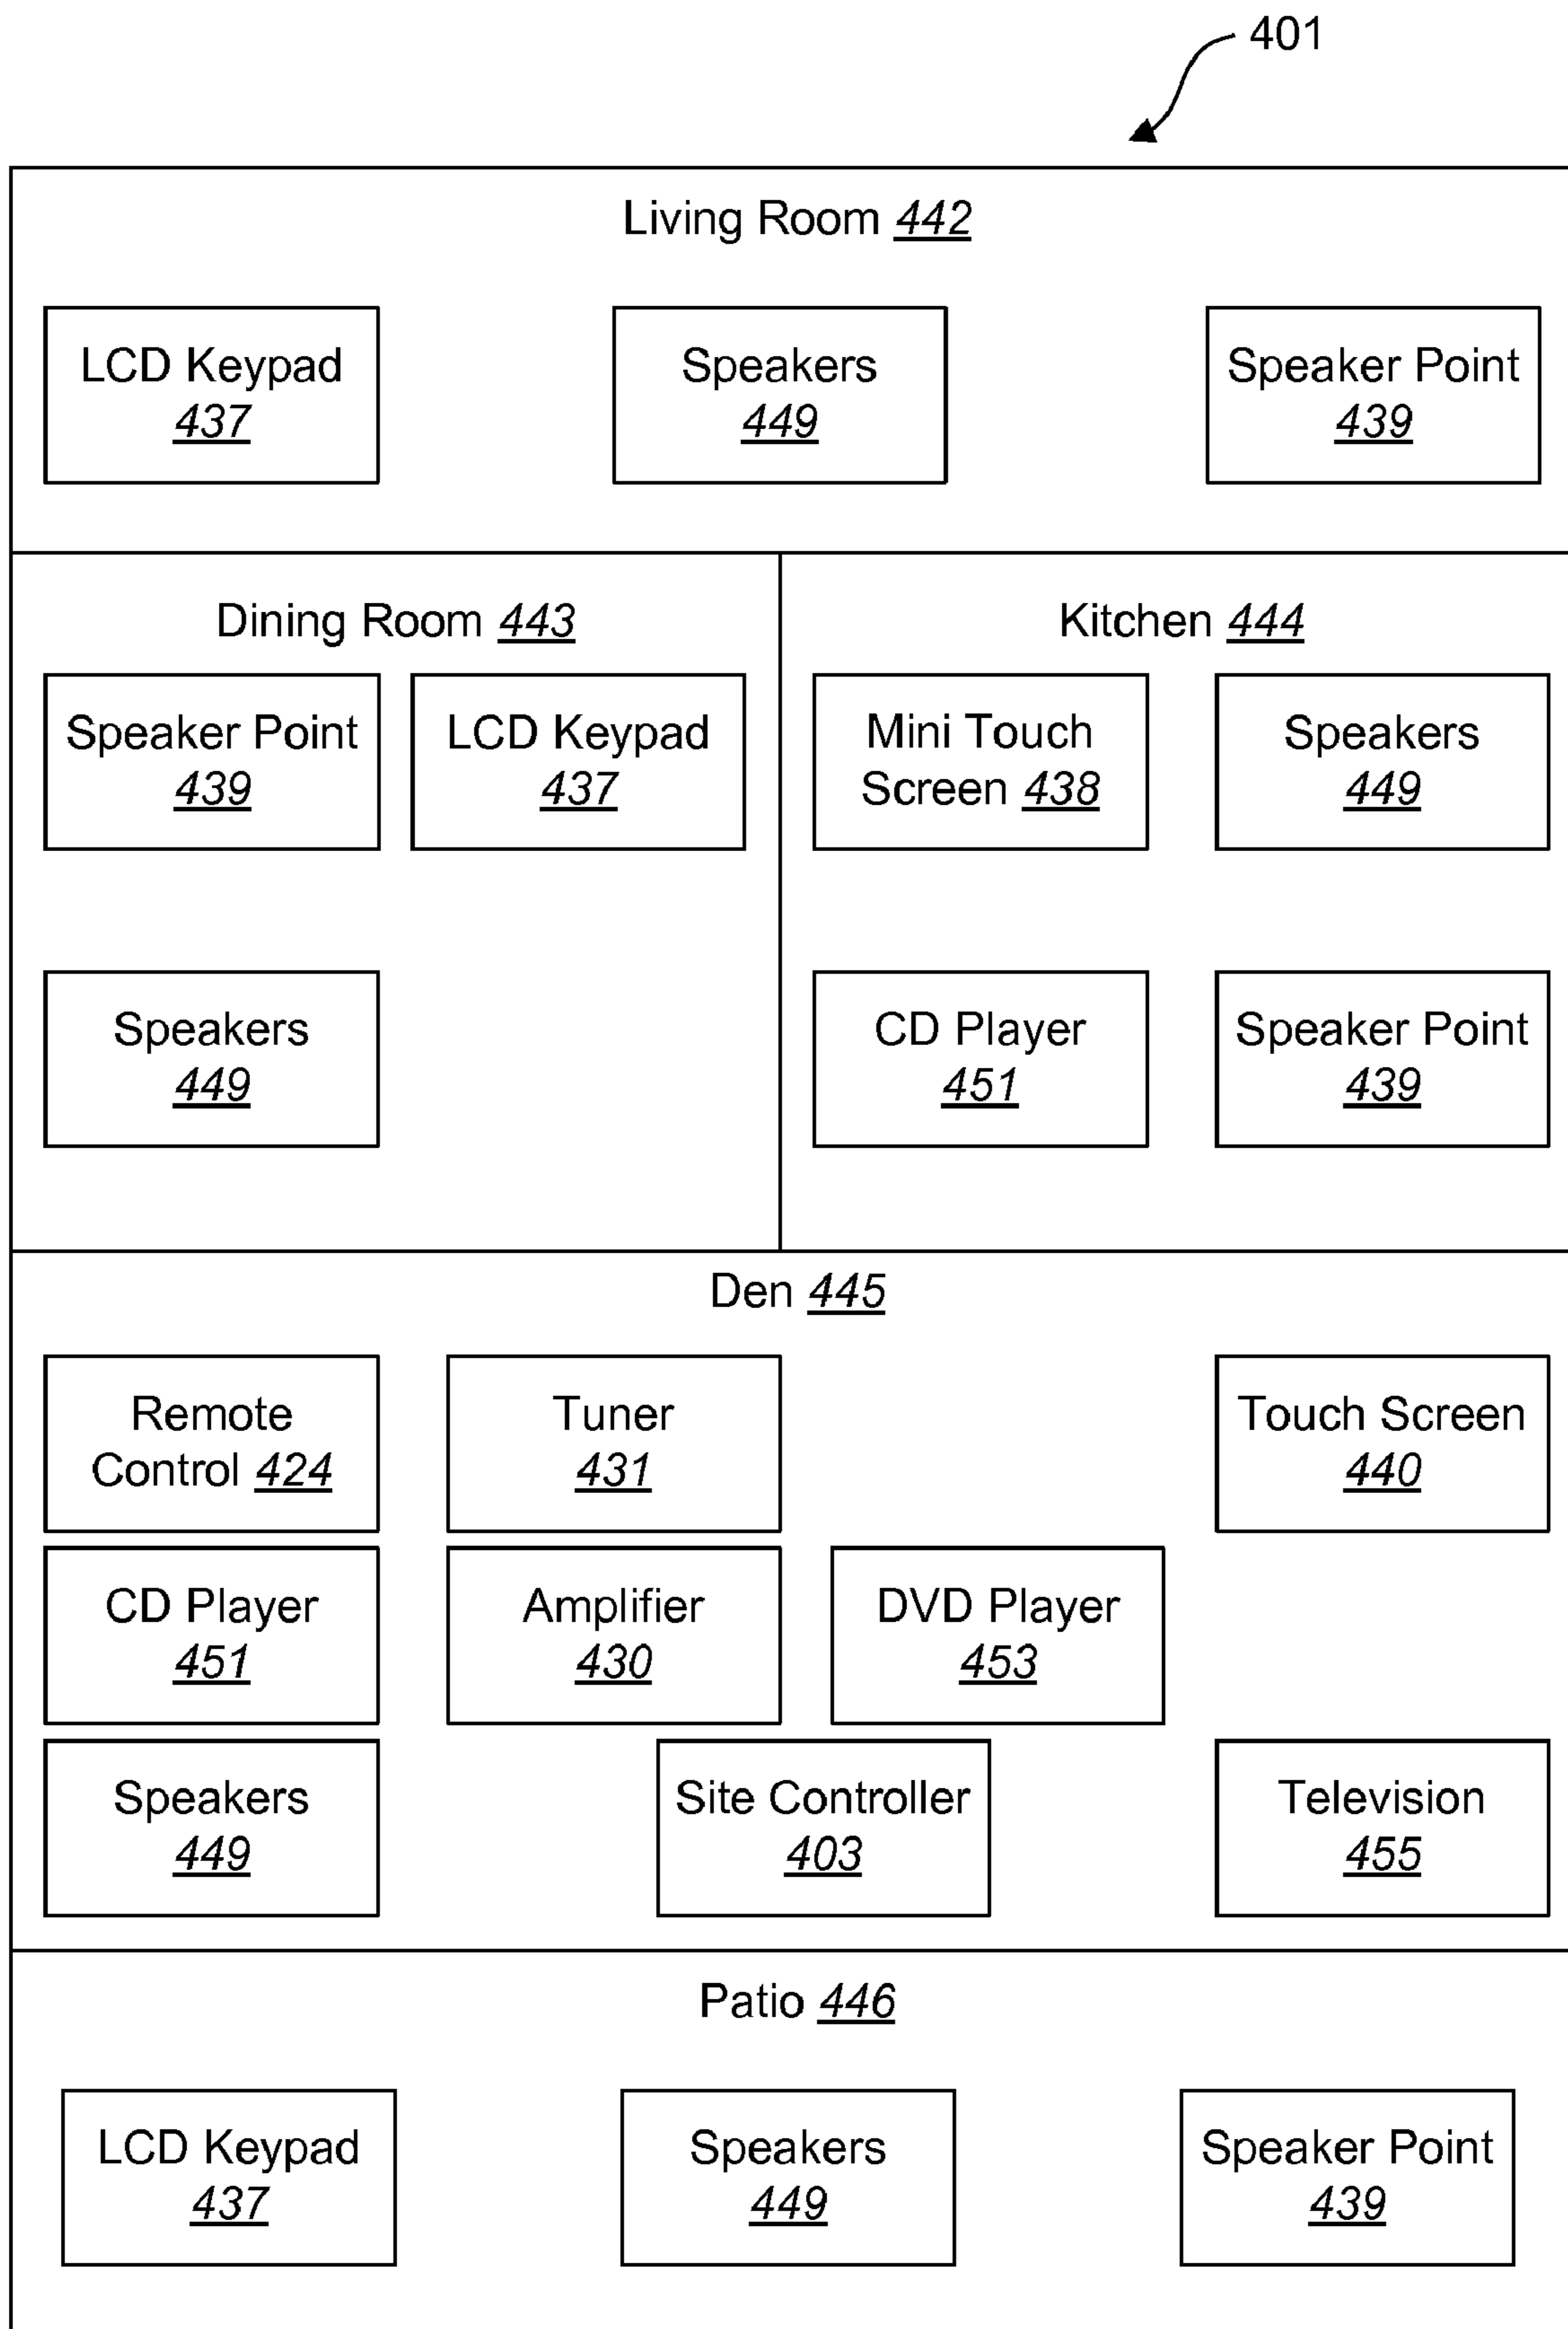 401
Living Room 442
LCD Keypad
437
Speakers
449
Speaker Point
439
Dining Room 443
Speaker Point
439
LCD Keypad
437
Speakers
449
Kitchen 444
Mini Touch
Screen 438
Speakers
449
CD Player
451
Speaker Point
439
Den 445
Remote
Control 424
Tuner
431
Touch Screen
440
CD Player
451
Amplifier
430
DVD Player
453
Speakers
449
Site Controller
403
Television
455
Patio 446
LCD Keypad
437
Speakers
449
Speaker Point
439